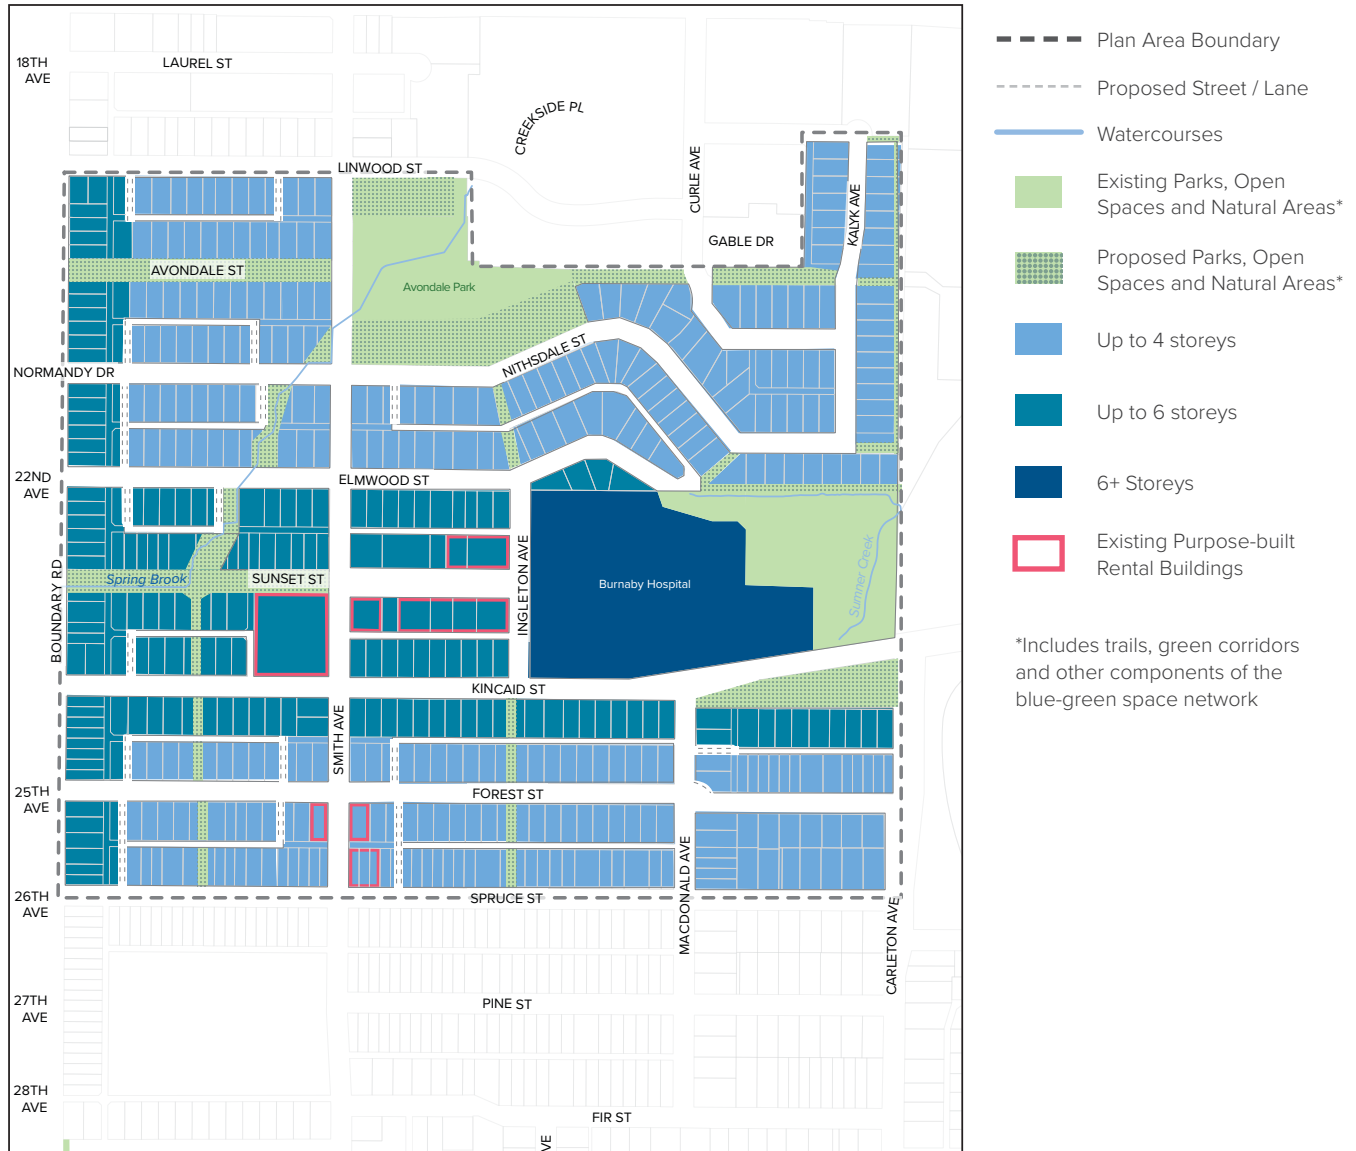 18TH
AVE
LAUREL ST
CREEKSIDE PL
LINWOOD ST
CURLE AVE
KALYK AVE
GABLE DR
AVONDALE ST
Avondale Park
NITHSDALE ST
NORMANDY DR
22ND
AVE
ELMWOOD ST
BOUNDARY RD
Spring Brook
SUNSET ST
INGLETON AVE
Burnaby Hospital
Sumner Creek
KINCAID ST
SMITH AVE
25TH
AVE
FOREST ST
MACDONALD AVE
26TH
AVE
SPRUCE ST
CARLETON AVE
27TH
AVE
PINE ST
28TH
AVE
FIR ST
AVE
Plan Area Boundary
Proposed Street / Lane
Watercourses
Existing Parks, Open
Spaces and Natural Areas*
Proposed Parks, Open
Spaces and Natural Areas*
Up to 4 storeys
Up to 6 storeys
6+ Storeys
Existing Purpose-built
Rental Buildings
*Includes trails, green corridors
and other components of the
blue-green space network